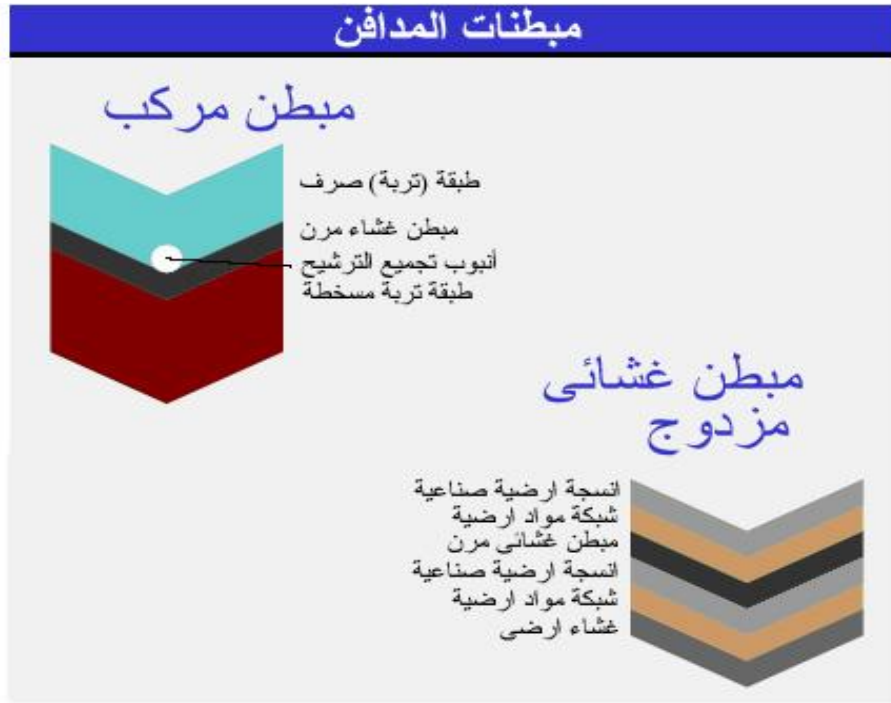 مبطنات المدافن
مبطن مركب
طبقة (تربة) صرف
مبطن غشاء مرن
أنبوب تجميع الترشيح
طبقة تربة مسخطة
مبطن غشائى
مزدوج
انسجة ارضية صناعية
شبكة مواد ارضية
مبطن غشائى مرن
انسجة ارضية صناعية
شبكة مواد ارضية
غشاء ارضى